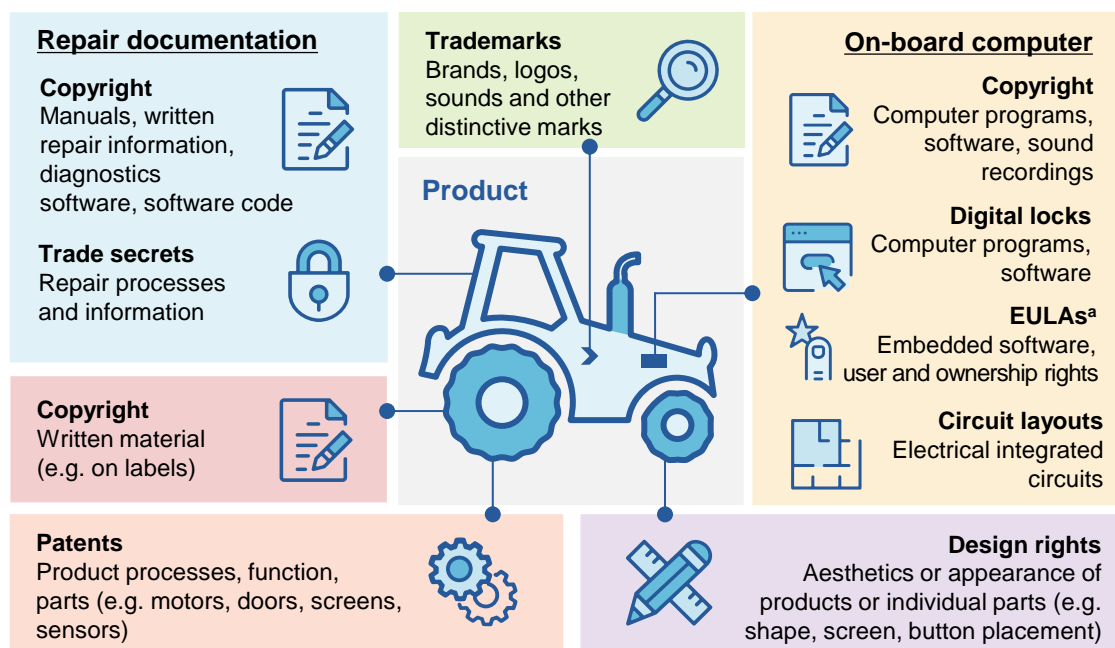 Repair documentation
Copyright
Manuals, written
repair information,
diagnostics
software, software code
Trade secrets
Repair processes
and information
Trademarks
Brands, logos,
sounds and other
distinctive marks
Product
On-board computer
Copyright
Computer programs,
software, sound
recordings
Digital locks
Computer programs,
software
EULAsᵃ
Embedded software,
user and ownership rights
Circuit layouts
Electrical integrated
circuits
Copyright
Written material
(e.g. on labels)
Patents
Product processes, function,
parts (e.g. motors, doors, screens,
sensors)
Design rights
Aesthetics or appearance of
products or individual parts (e.g.
shape, screen, button placement)